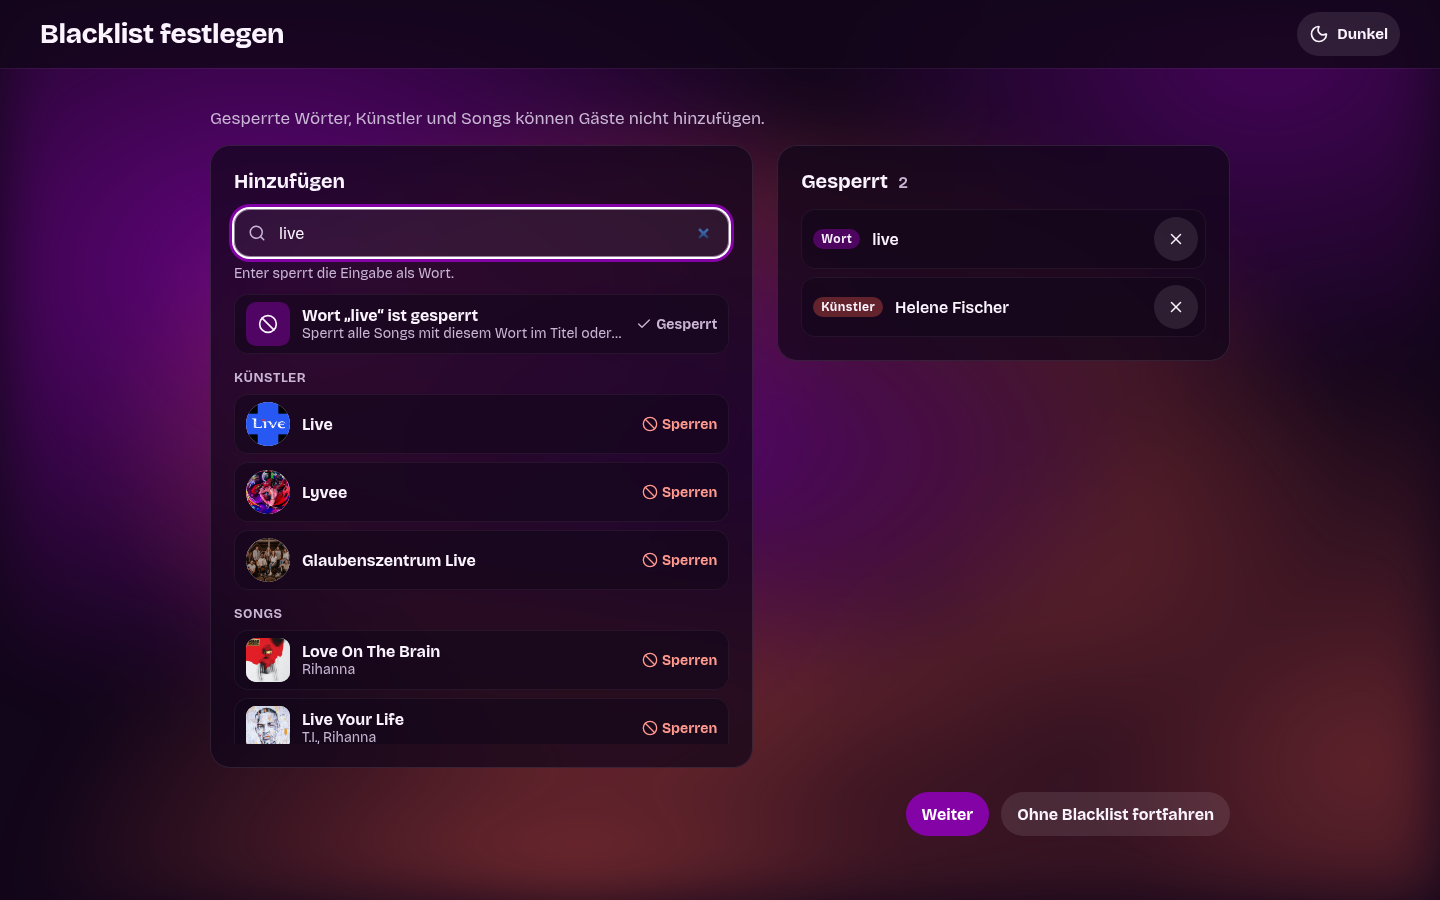 Blacklist festlegen
Dunkel
Gesperrte Wörter, Künstler und Songs können Gäste nicht hinzufügen.
Hinzufügen
live
Enter sperrt die Eingabe als Wort.
Wort „live“ ist gesperrt
Sperrt alle Songs mit diesem Wort im Titel oder…
Gesperrt
KÜNSTLER
LIVE
Live
Sperren
Lyvee
Sperren
Glaubenszentrum Live
Sperren
SONGS
Love On The Brain
Rihanna
Sperren
Live Your Life
T.I., Rihanna
Sperren
Gesperrt 2
Wort live
Künstler Helene Fischer
Weiter
Ohne Blacklist fortfahren